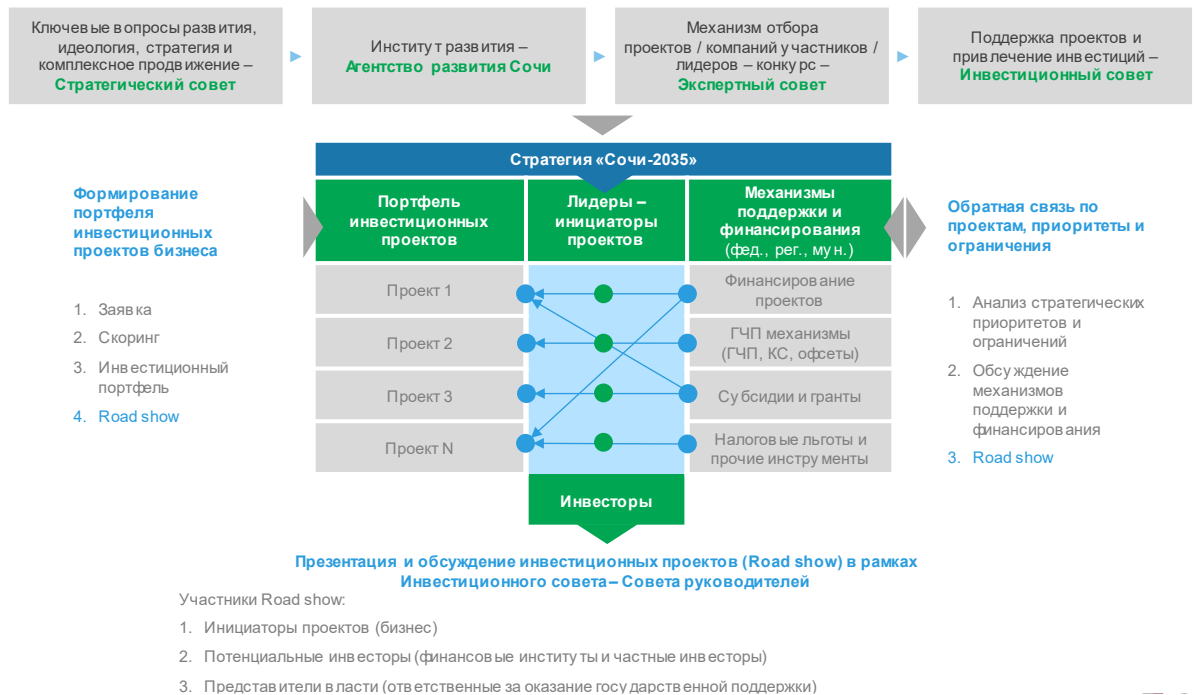 Ключевые вопросы развития,
идеология, стратегия и
комплексное продвижение –
Стратегический совет
Институт развития –
Агентство развития Сочи
Механизм отбора
проектов / компаний участников /
лидеров – конкурс –
Экспертный совет
Поддержка проектов и
привлечение инвестиций –
Инвестиционный совет
Стратегия «Сочи-2035»
Формирование
портфеля
инвестиционных
проектов бизнеса
1. Заявка
2. Скоринг
3. Инвестиционный
портфель
4. Road show
Портфель
инвестиционных
проектов
Лидеры –
инициаторы
проектов
Механизмы
поддержки и
финансирования
(фед., рег., мун.)
Проект 1
Финансирование
проектов
Проект 2
ГЧП механизмы
(ГЧП, КС, офсеты)
Проект 3
Субсидии и гранты
Проект N
Налоговые льготы и
прочие инструменты
Инвесторы
Обратная связь по
проектам, приоритеты и
ограничения
1. Анализ стратегических
приоритетов и
ограничений
2. Обсуждение
механизмов
поддержки и
финансирования
3. Road show
Презентация и обсуждение инвестиционных проектов (Road show) в рамках
Инвестиционного совета – Совета руководителей
Участники Road show:
1. Инициаторы проектов (бизнес)
2. Потенциальные инвесторы (финансовые институты и частные инвесторы)
3. Представители власти (ответственные за оказание государственной поддержки)